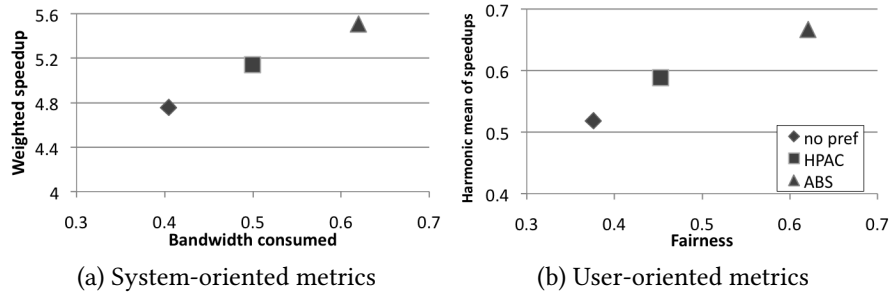 Weighted speedup
5.6
5.2
4.8
4.4
4
0.3 0.4 0.5 0.6 0.7
Bandwidth consumed
(a) System-oriented metrics
Harmonic mean of speedups
0.7
0.6
0.5
0.4
no pref
HPAC
ABS
0.3 0.4 0.5 0.6 0.7
Fairness
(b) User-oriented metrics